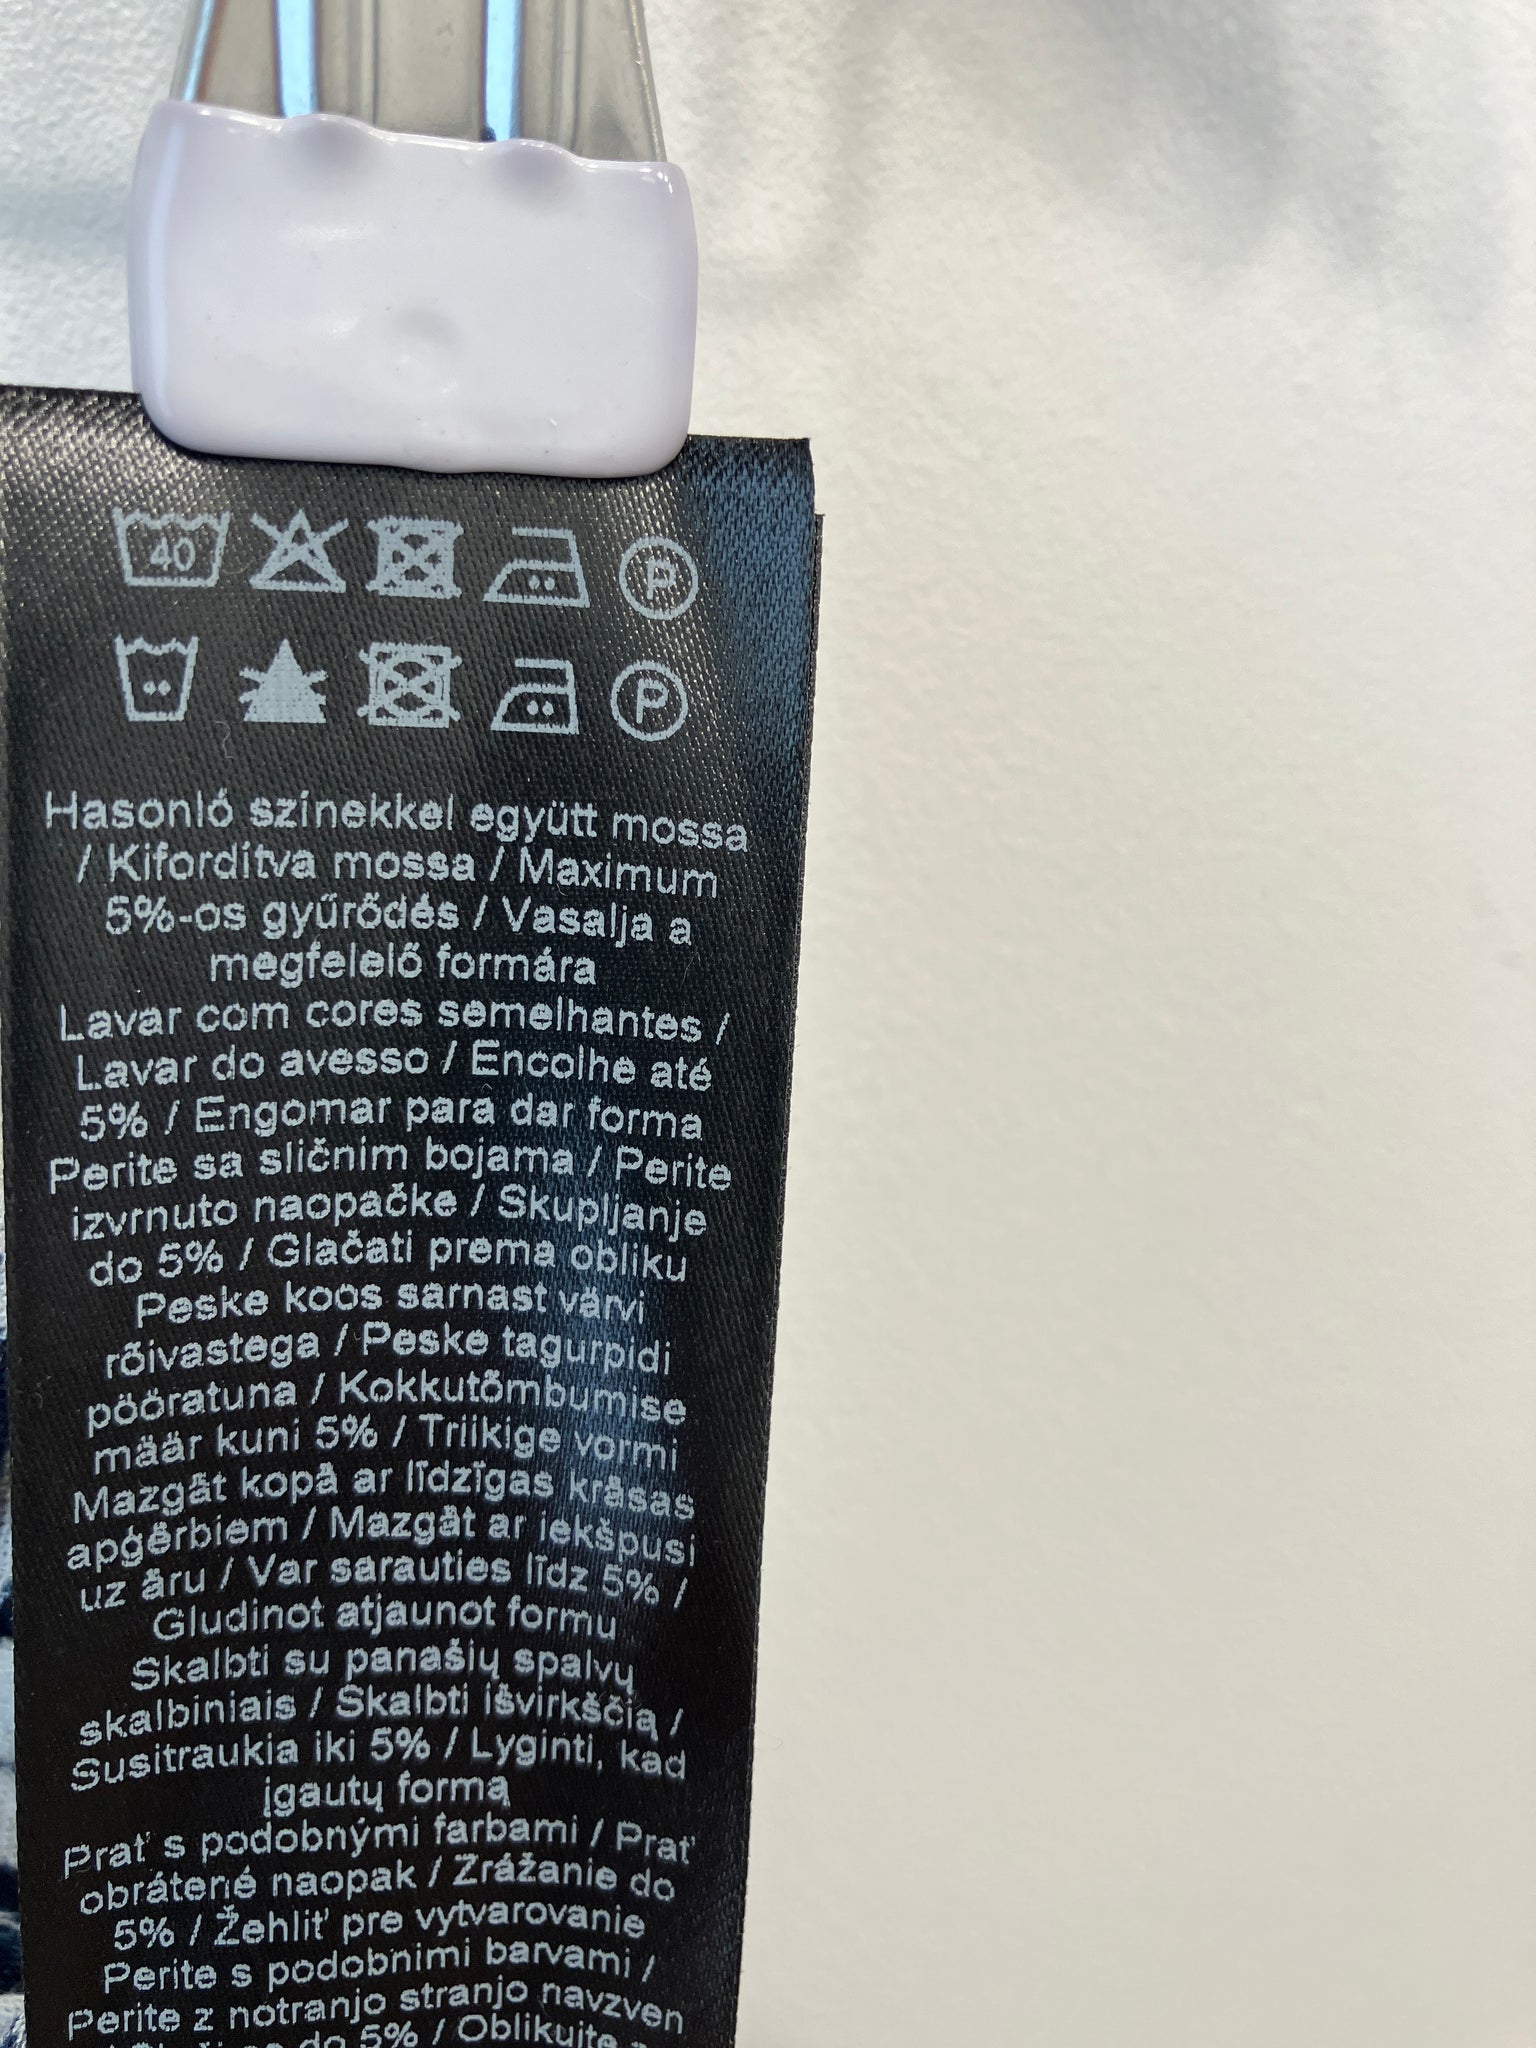 40 P
P
Hasonló színekkel együtt mossa
/ Kifordítva mossa / Maximum
5%-os gyűrődés / Vasalja a
megfelelő formára
Lavar com cores semelhantes /
Lavar do avesso / Encolhe até
5% / Engomar para dar forma
Perite sa sličnim bojama / Perite
izvrnuto naopačke / Skupljanje
do 5% / Glačati prema obliku
Peske koos sarnast värvi
rõivastega / Peske tagurpidi
pööratuna / Kokkutõmbumise
määr kuni 5% / Triikige vormi
Mazgāt kopā ar līdzīgas krāsas
apģērbiem / Mazgāt ar iekšpusi
uz āru / Var sarauties līdz 5% /
Gludinot atjaunot formu
Skalbti su panašių spalvų
skalbiniais / Skalbti išvirkščią /
Susitraukia iki 5% / Lyginti, kad
įgautų formą
Prať s podobnými farbami / Prať
obrátené naopak / Zrážanie do
5% / Žehliť pre vytvarovanie
Perite s podobnimi barvami /
Perite z notranjo stranjo navzven
do 5% / Oblikujte